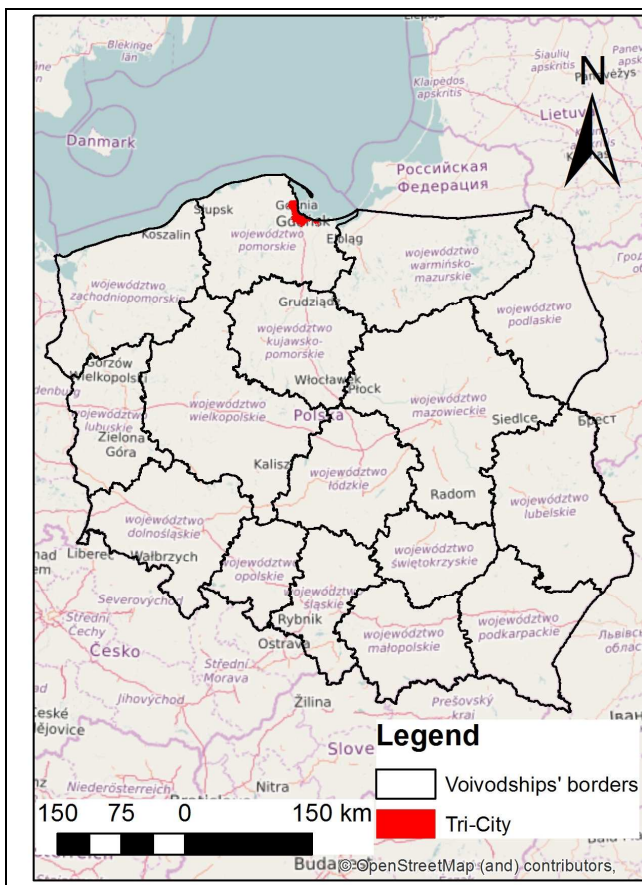 Blekinge
län
Šiaulių
apskritis
Klaipėdos
apskritis
N
Danmark
Российская
Федерация
Słupsk
Gdynia
Gdańsk
Koszalin
Elbląg
województwo
pomorskie
województwo
zachodniopomorskie
województwo
warmińsko-
mazurskie
Grudziądz
województwo
podlaskie
województwo
kujawsko-
pomorskie
Gorzów
Wielkopolski
Włocławek
Płock
województwo
lubuskie
województwo
wielkopolskie
Polska
województwo
mazowieckie
Siedlce
Брест
Zielona
Góra
Kalisz
województwo
łódzkie
Radom
województwo
lubelskie
województwo
dolnośląskie
Liberec
Wałbrzych
województwo
opolskie
województwo
świętokrzyskie
województwo
śląskie
Severovýchod
Střední
Čechy
Rybnik
Ostrava
województwo
małopolskie
województwo
podkarpackie
Česko
Střední
Morava
Jihovýchod
Žilina
Prešovský
kraj
Legend
Voivodships' borders
Tri-City
Niederösterreich
Nitra
150 75 0 150 km
©OpenStreetMap (and) contributors,